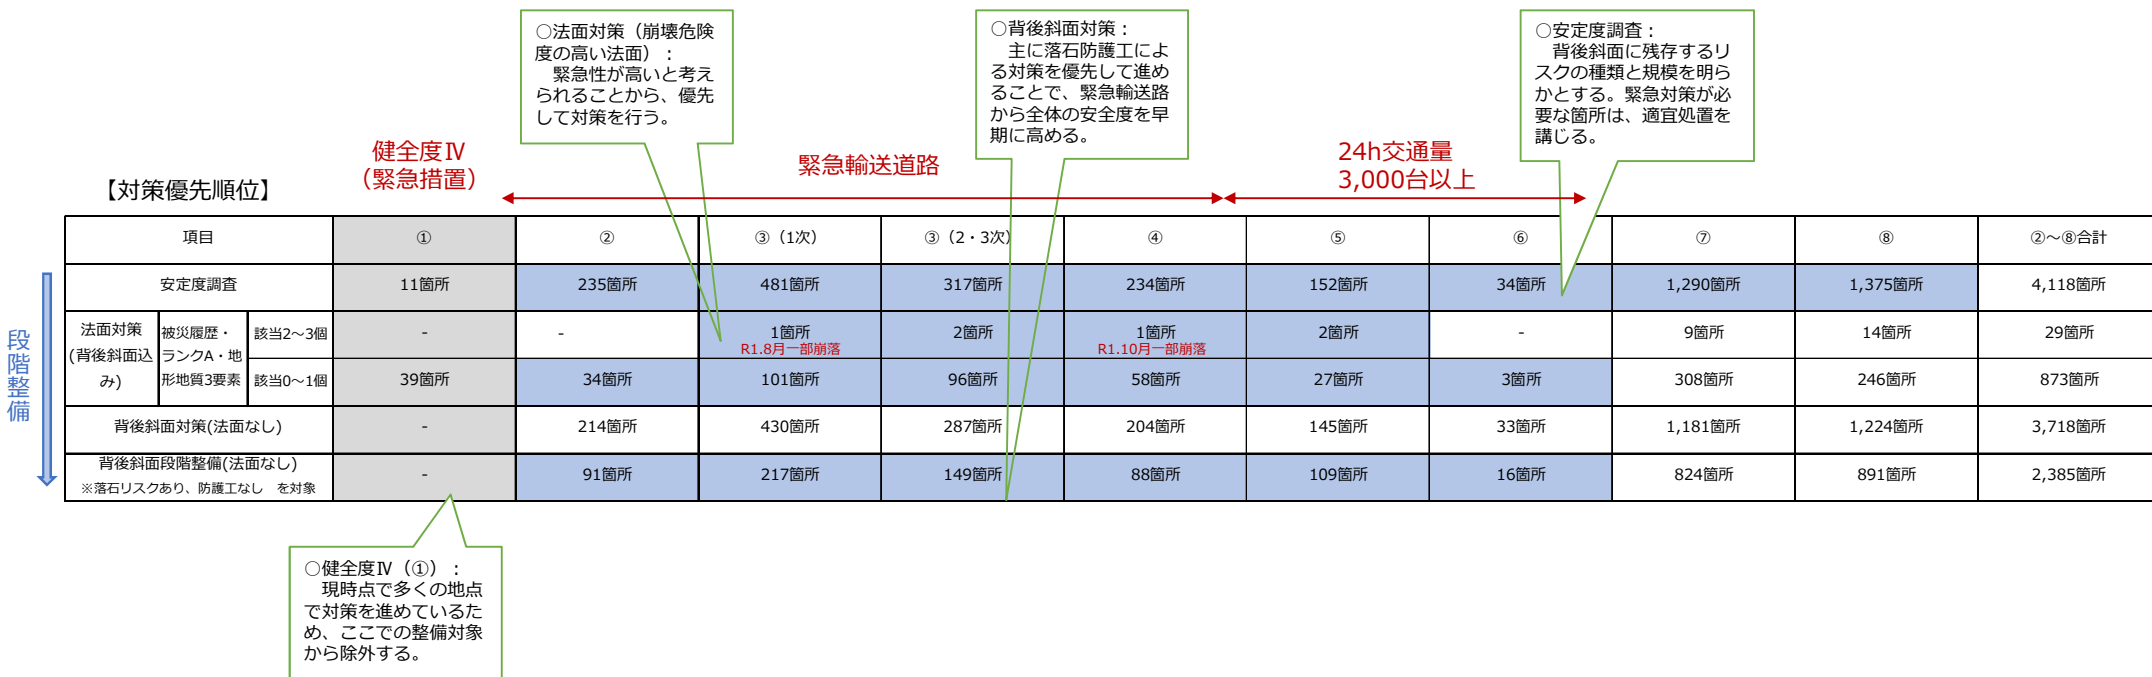 ○法面対策（崩壊危険
度の高い法面）：
緊急性が高いと考え
られることから、優先
して対策を行う。
○背後斜面対策：
主に落石防護工によ
る対策を優先して進め
ることで、緊急輸送路
から全体の安全度を早
期に高める。
○安定度調査：
背後斜面に残存するリ
スクの種類と規模を明ら
かとする。緊急対策が必
要な箇所は、適宜処置を
講じる。
健全度Ⅳ
（緊急措置）
緊急輸送道路
24h交通量
3,000台以上
【対策優先順位】
項目 ① ② ③（1次） ③（2・3次） ④ ⑤ ⑥ ⑦ ⑧ ②～⑧合計
安定度調査 11箇所 235箇所 481箇所 317箇所 234箇所 152箇所 34箇所 1,290箇所 1,375箇所 4,118箇所
法面対策
(背後斜面込
み)
被災履歴・
ランクA・地
形地質3要素
該当2～3個 - - 1箇所 2箇所 1箇所 2箇所 - 9箇所 14箇所 29箇所
R1.8月一部崩落 R1.10月一部崩落
該当0～1個 39箇所 34箇所 101箇所 96箇所 58箇所 27箇所 3箇所 308箇所 246箇所 873箇所
背後斜面対策(法面なし) - 214箇所 430箇所 287箇所 204箇所 145箇所 33箇所 1,181箇所 1,224箇所 3,718箇所
背後斜面段階整備(法面なし)
※落石リスクあり、防護工なし　を対象
- 91箇所 217箇所 149箇所 88箇所 109箇所 16箇所 824箇所 891箇所 2,385箇所
段階整備
○健全度Ⅳ（①）：
現時点で多くの地点
で対策を進めているた
め、ここでの整備対象
から除外する。